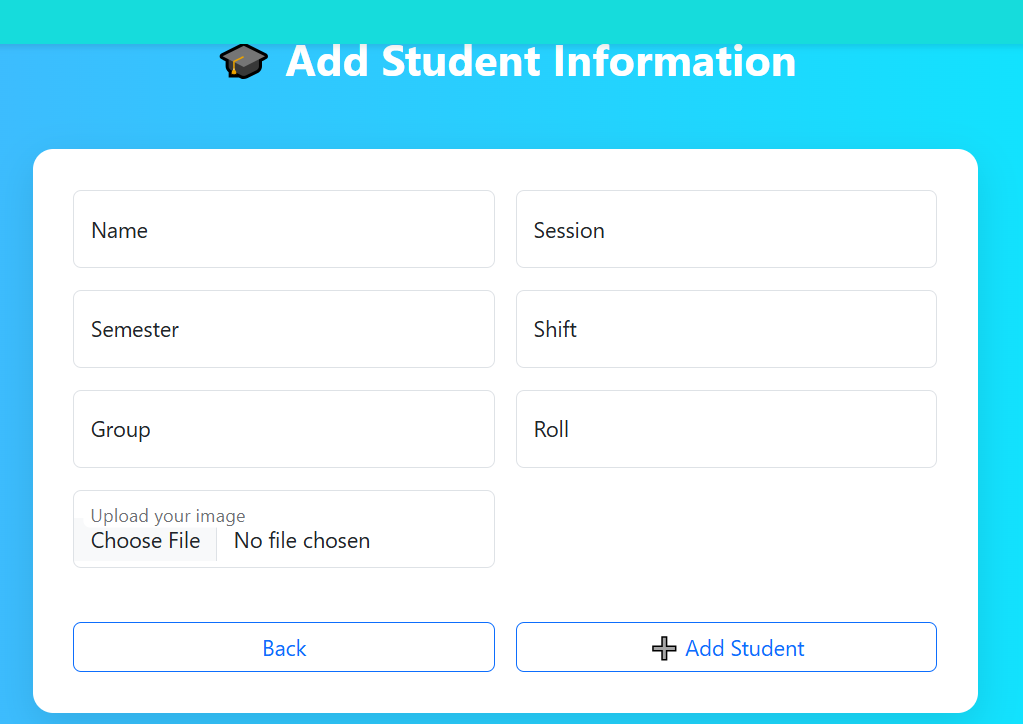 🎓 Add Student Information
Name
Session
Semester
Shift
Group
Roll
Upload your image
Choose File No file chosen
Back
➕ Add Student